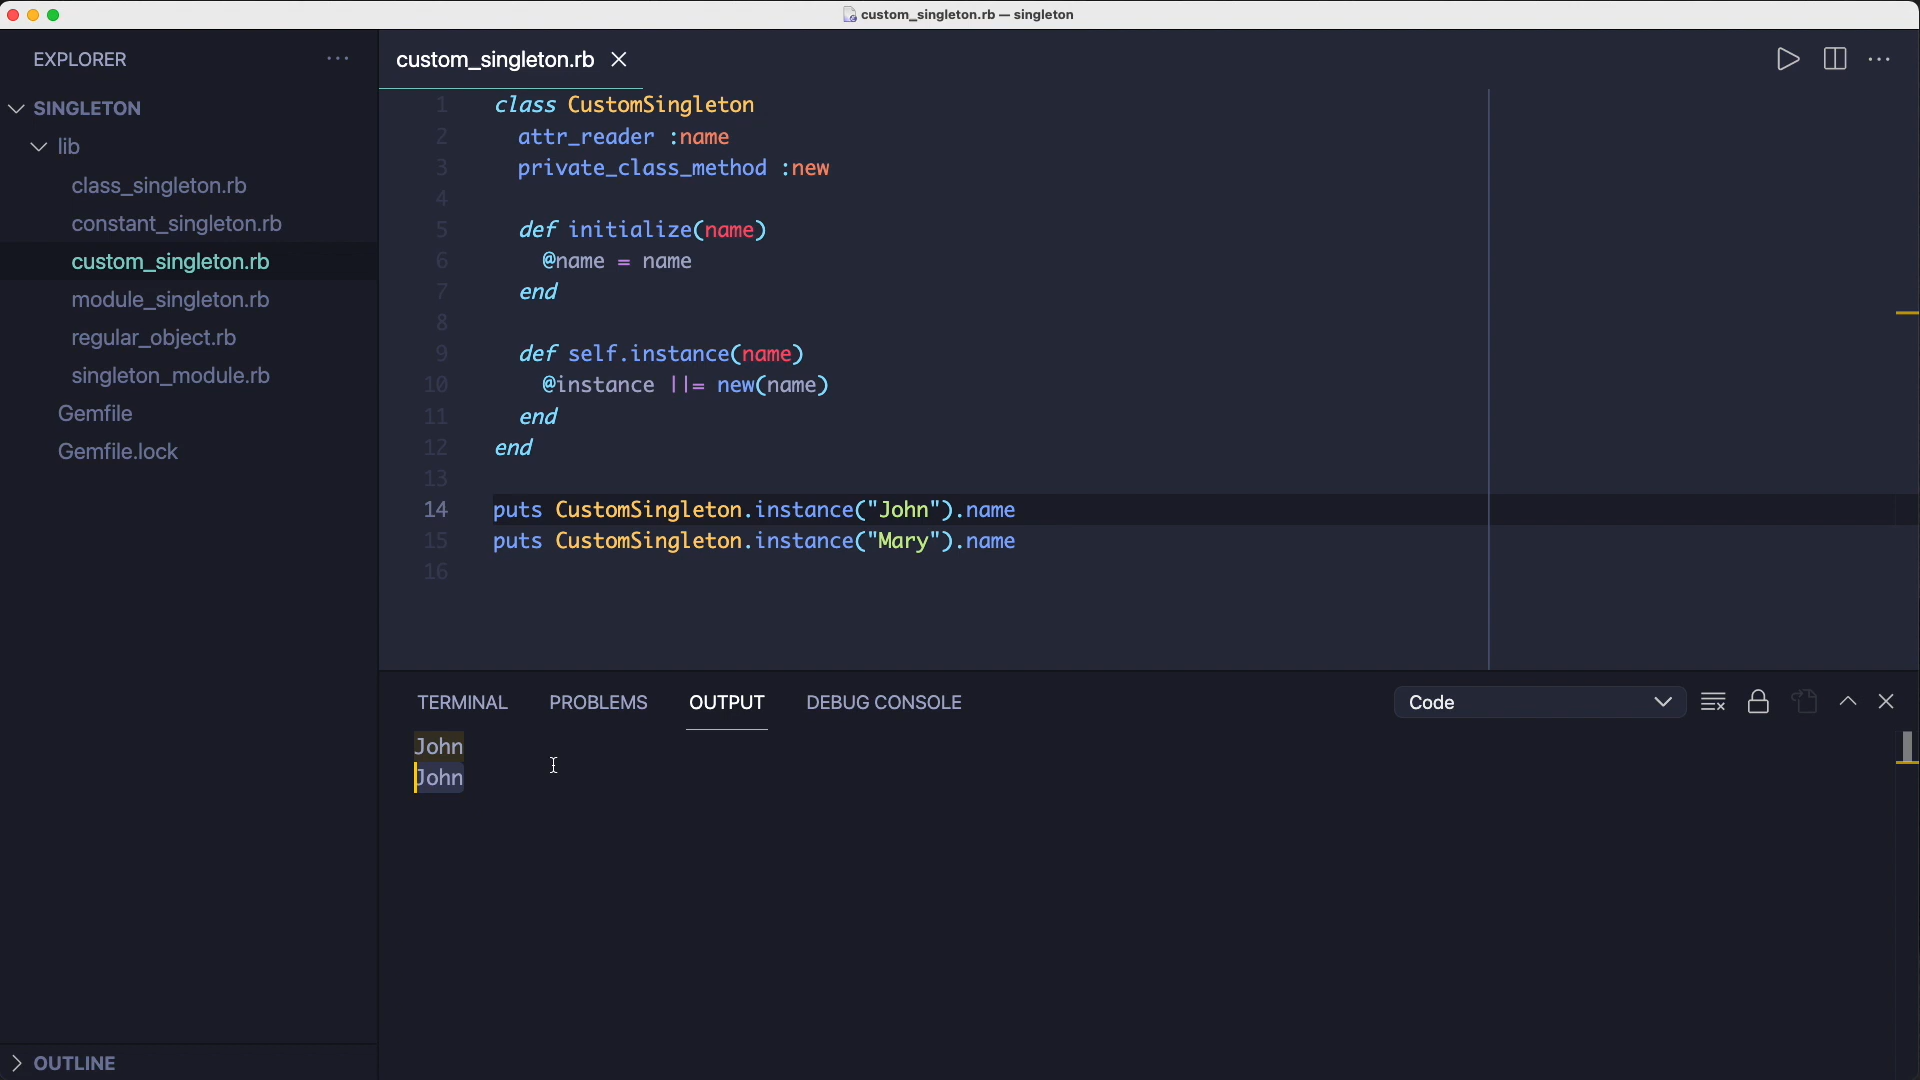 custom_singleton.rb — singleton
EXPLORER
SINGLETON
lib
class_singleton.rb
constant_singleton.rb
custom_singleton.rb
module_singleton.rb
regular_object.rb
singleton_module.rb
Gemfile
Gemfile.lock
OUTLINE
custom_singleton.rb
1 class CustomSingleton
2 attr_reader :name
3 private_class_method :new
4
5 def initialize(name)
6 @name = name
7 end
8
9 def self.instance(name)
10 @instance ||= new(name)
11 end
12 end
13
14 puts CustomSingleton.instance("John").name
15 puts CustomSingleton.instance("Mary").name
16
TERMINAL PROBLEMS OUTPUT DEBUG CONSOLE Code
John
John